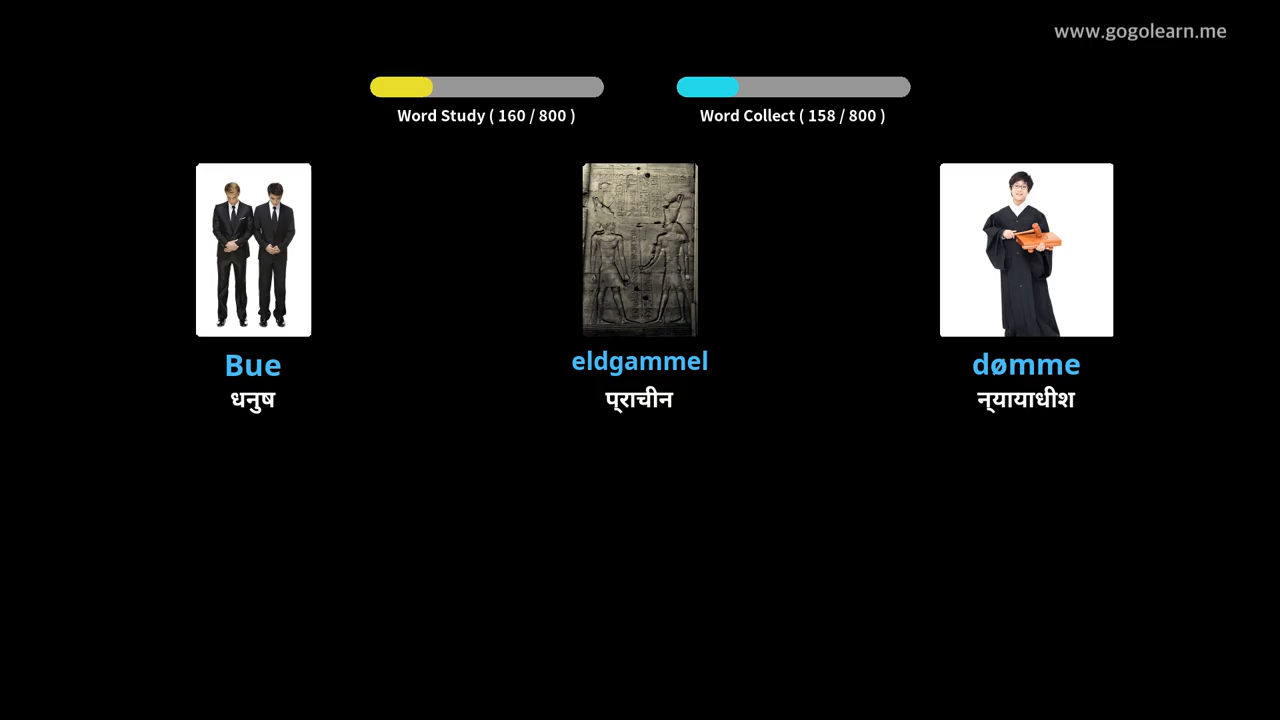 www.gogolearn.me
Word Study ( 160 / 800 )
Word Collect ( 158 / 800 )
Bue
eldgammel
dømme
धनुष
प्राचीन
न्यायाधीश